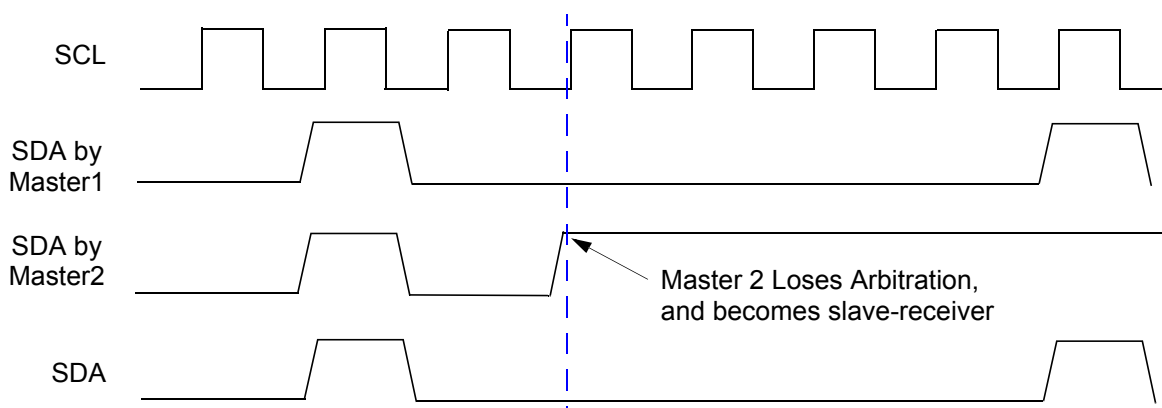 SCL
SDA by
Master1
SDA by
Master2
Master 2 Loses Arbitration,
and becomes slave-receiver
SDA